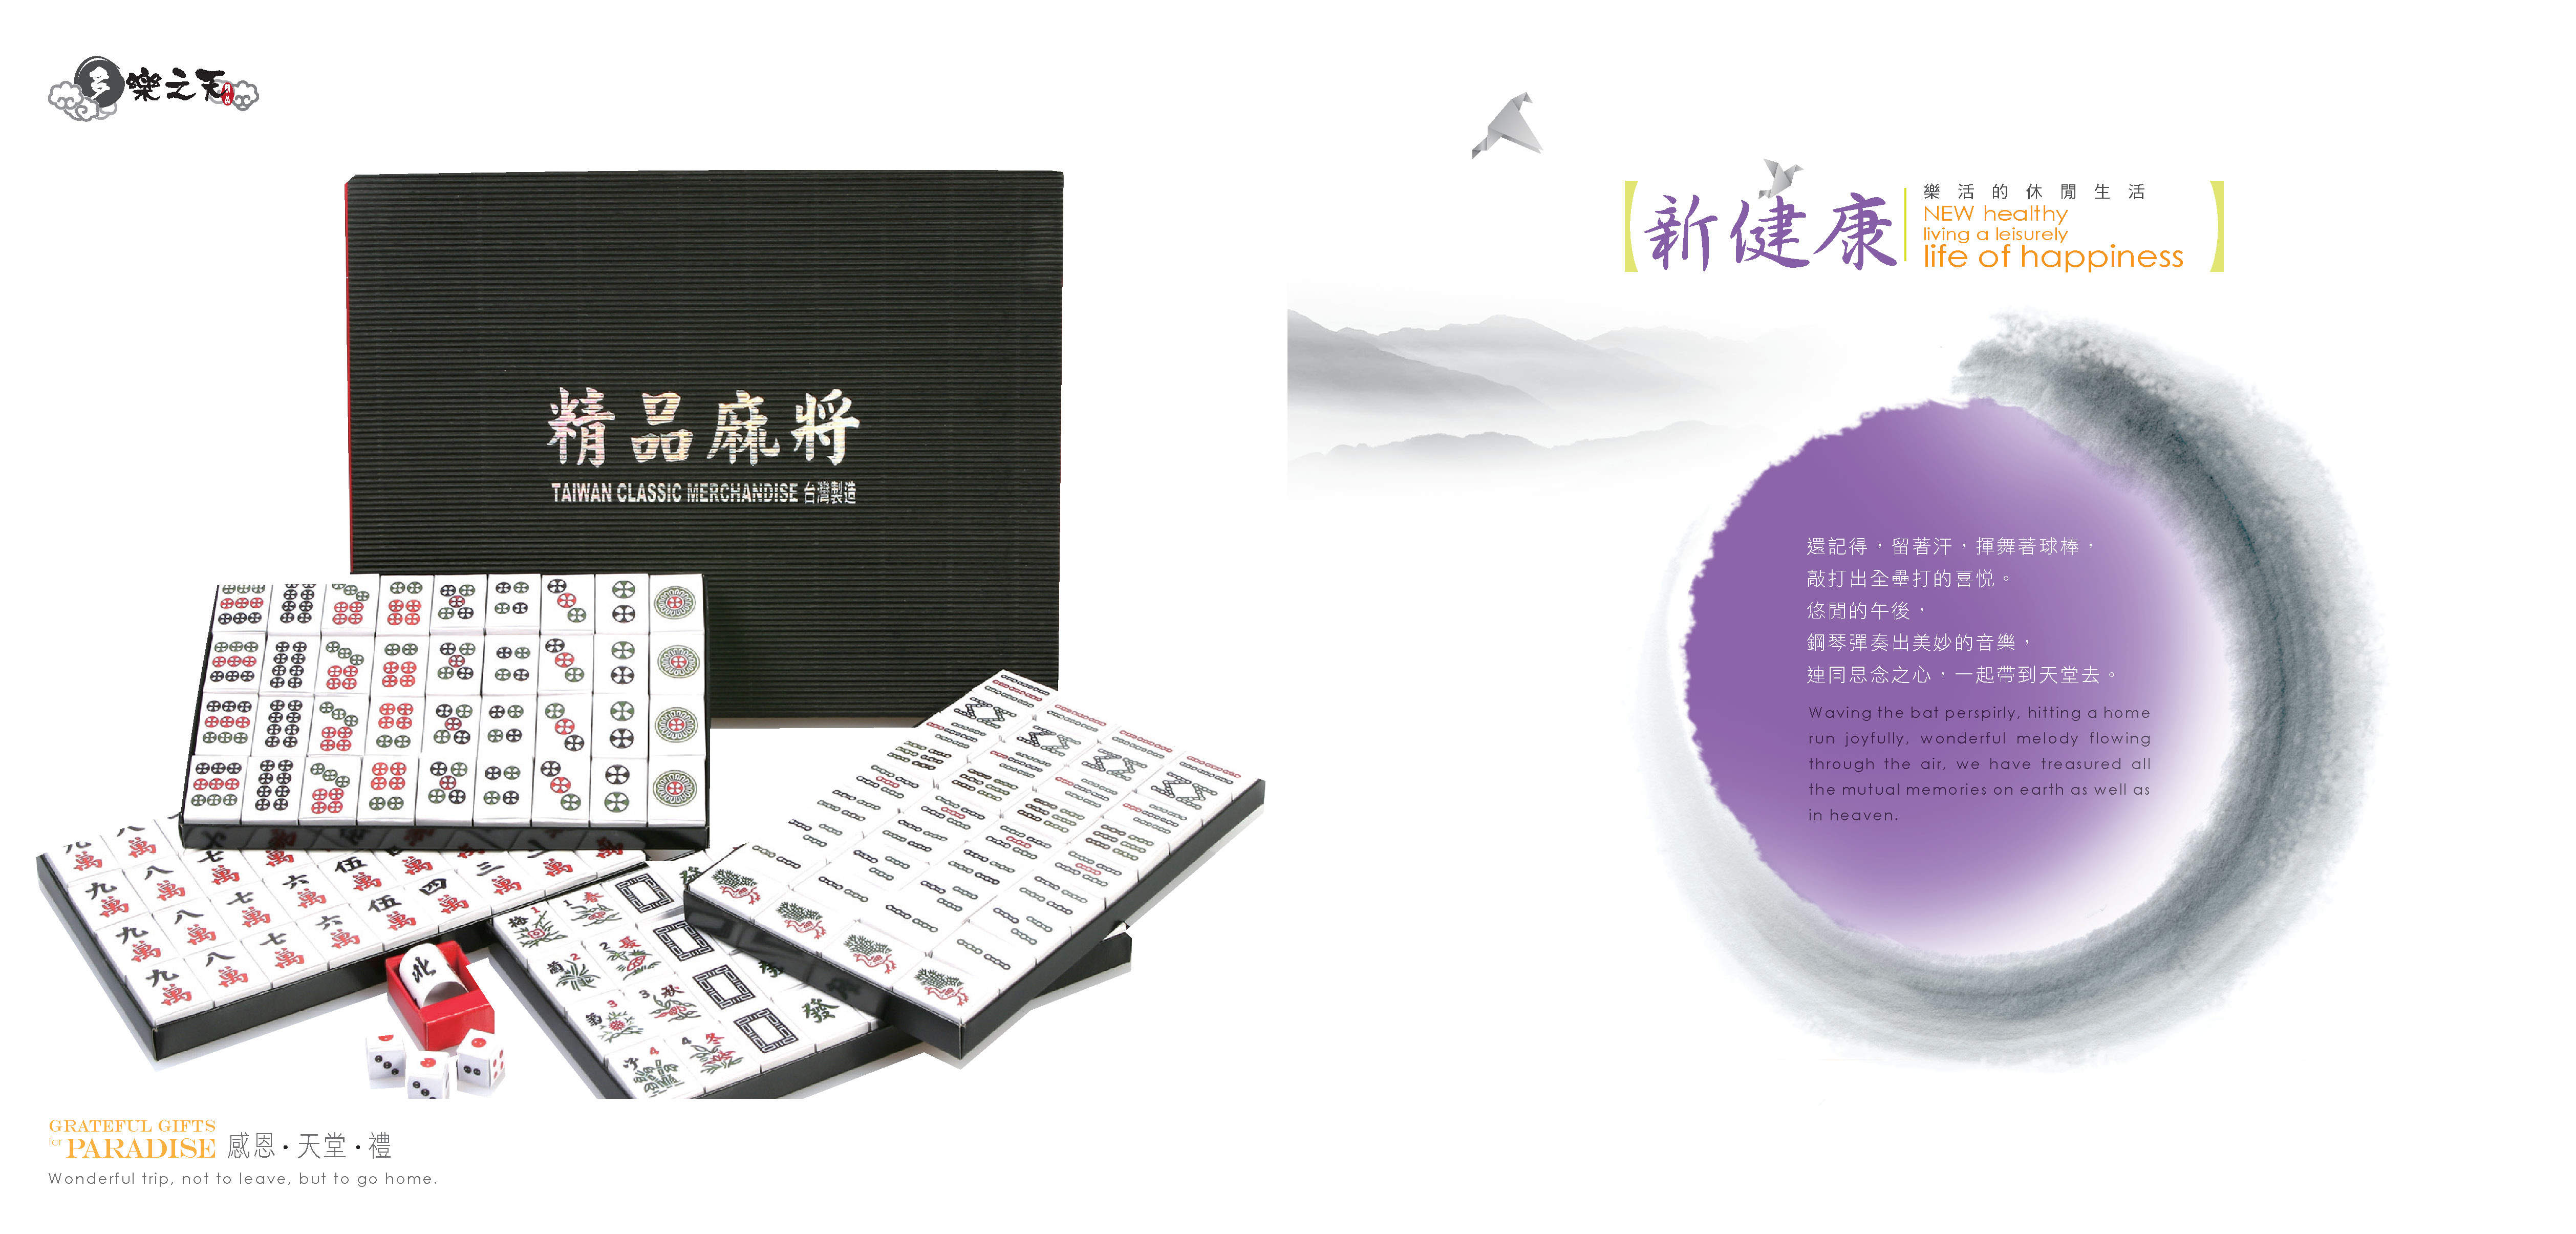 多樂之天
精品麻將
TAIWAN CLASSIC MERCHANDISE 台灣製造
GRATEFUL GIFTS
for PARADISE 感恩・天堂・禮
Wonderful trip, not to leave, but to go home.
新健康
樂活的休閒生活
NEW healthy
living a leisurely
life of happiness
還記得，留著汗，揮舞著球棒，
敲打出全壘打的喜悅。
悠閒的午後，
鋼琴彈奏出美妙的音樂，
連同思念之心，一起帶到天堂去。
Waving the bat perspirly, hitting a home
run joyfully, wonderful melody flowing
through the air, we have treasured all
the mutual memories on earth as well as
in heaven.